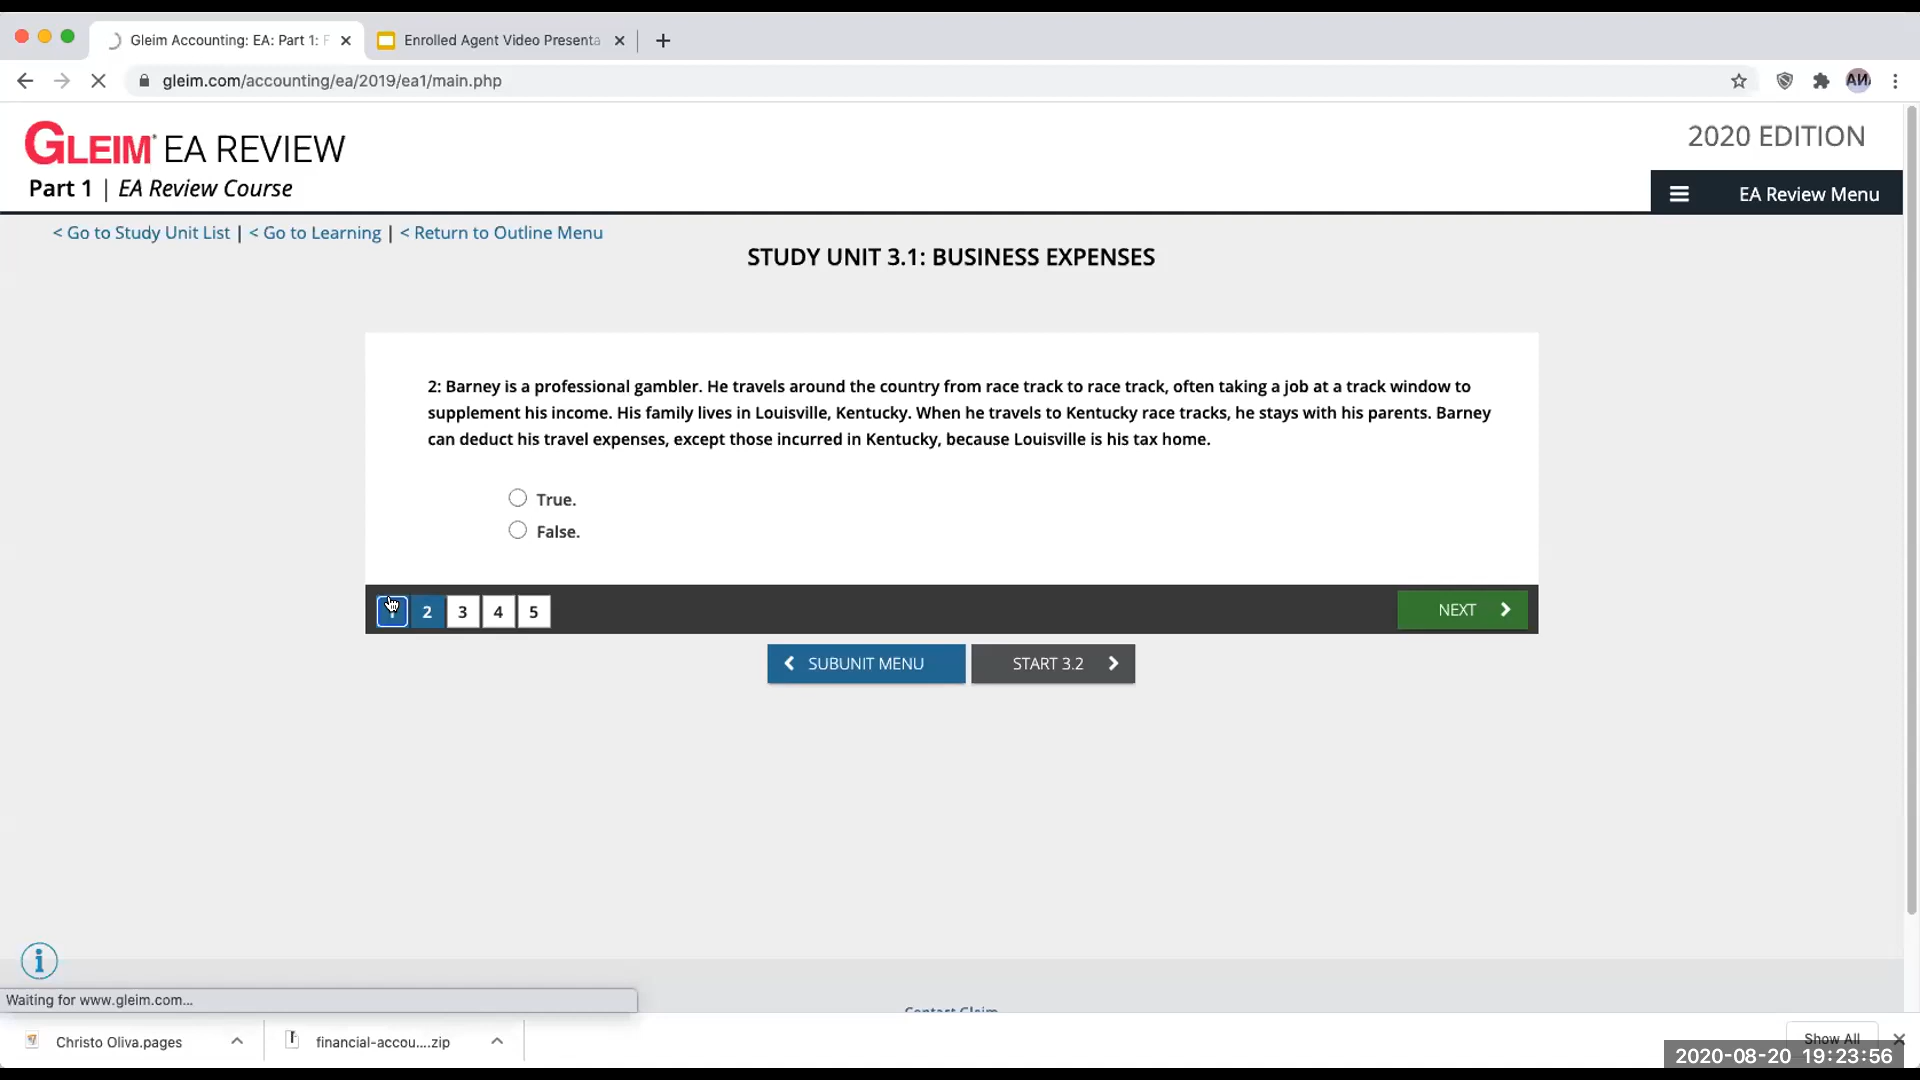 Gleim Accounting: EA: Part 1: F
Enrolled Agent Video Presenta
gleim.com/accounting/ea/2019/ea1/main.php
GLEIM EA REVIEW
2020 EDITION
Part 1 | EA Review Course
EA Review Menu
< Go to Study Unit List | < Go to Learning | < Return to Outline Menu
STUDY UNIT 3.1: BUSINESS EXPENSES
2: Barney is a professional gambler. He travels around the country from race track to race track, often taking a job at a track window to
supplement his income. His family lives in Louisville, Kentucky. When he travels to Kentucky race tracks, he stays with his parents. Barney
can deduct his travel expenses, except those incurred in Kentucky, because Louisville is his tax home.
True.
False.
2 3 4 5
NEXT
SUBUNIT MENU
START 3.2
Waiting for www.gleim.com...
Contact Gleim
Christo Oliva.pages
financial-accou....zip
Show All
2020-08-20 19:23:56